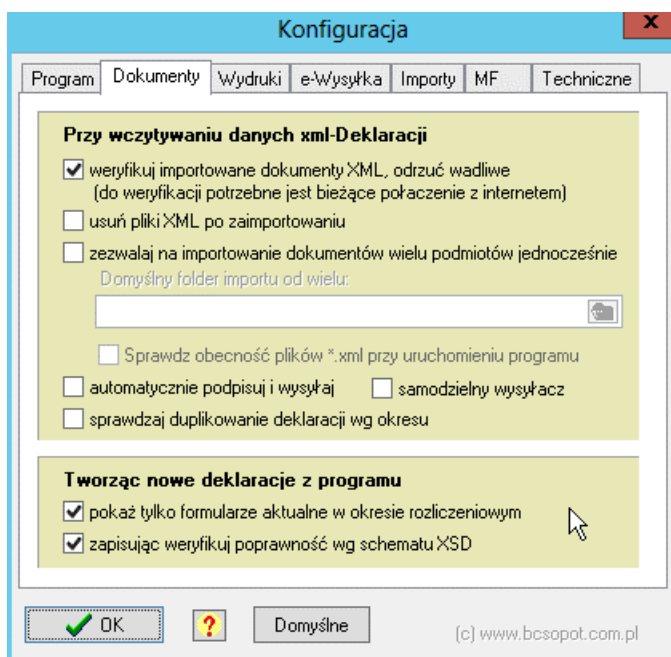 Konfiguracja
x
Program Dokumenty Wydruki e-Wysyłka Importy MF Techniczne
Przy wczytywaniu danych xml-Deklaracji
weryfikuj importowane dokumenty XML, odrzuć wadliwe
(do weryfikacji potrzebne jest bieżące połaczenie z internetem)
usuń pliki XML po zaimportowaniu
zezwalaj na importowanie dokumentów wielu podmiotów jednocześnie
Domyślny folder importu od wielu:
Sprawdz obecność plików *.xml przy uruchomieniu programu
automatycznie podpisuj i wysyłaj samodzielny wysyłacz
sprawdzaj duplikowanie deklaracji wg okresu
Tworząc nowe deklaracje z programu
pokaż tylko formularze aktualne w okresie rozliczeniowym
zapisując weryfikuj poprawność wg schematu XSD
OK ? Domyślne (c) www.bcsopot.com.pl